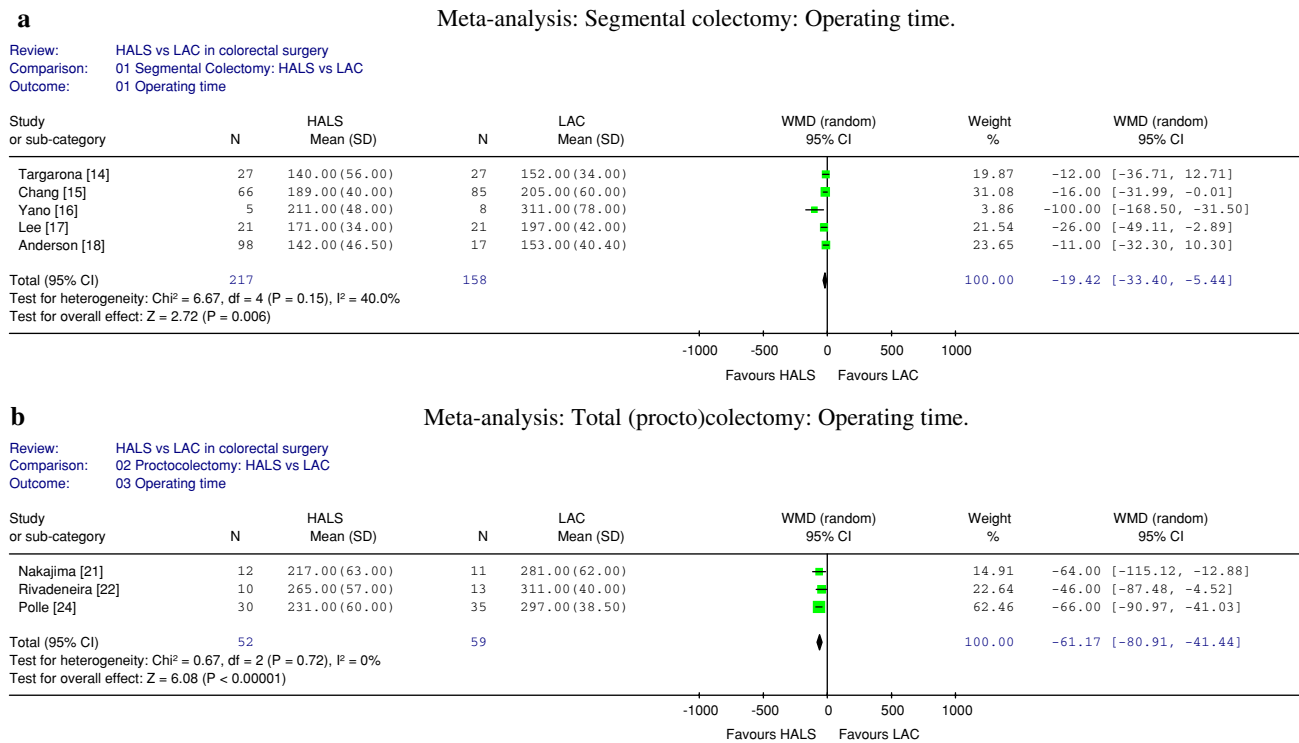 a Meta-analysis: Segmental colectomy: Operating time.
Review: HALS vs LAC in colorectal surgery
Comparison: 01 Segmental Colectomy: HALS vs LAC
Outcome: 01 Operating time
Study HALS LAC WMD (random) Weight WMD (random)
or sub-category N Mean (SD) N Mean (SD) 95% CI % 95% CI
Targarona [14] 27 140.00(56.00) 27 152.00(34.00) 19.87 -12.00 [-36.71, 12.71]
Chang [15] 66 189.00(40.00) 85 205.00(60.00) 31.08 -16.00 [-31.99, -0.01]
Yano [16] 5 211.00(48.00) 8 311.00(78.00) 3.86 -100.00 [-168.50, -31.50]
Lee [17] 21 171.00(34.00) 21 197.00(42.00) 21.54 -26.00 [-49.11, -2.89]
Anderson [18] 98 142.00(46.50) 17 153.00(40.40) 23.65 -11.00 [-32.30, 10.30]
Total (95% CI) 217 158 100.00 -19.42 [-33.40, -5.44]
Test for heterogeneity: Chi² = 6.67, df = 4 (P = 0.15), I² = 40.0%
Test for overall effect: Z = 2.72 (P = 0.006)
-1000 -500 0 500 1000
Favours HALS Favours LAC
b Meta-analysis: Total (procto)colectomy: Operating time.
Review: HALS vs LAC in colorectal surgery
Comparison: 02 Proctocolectomy: HALS vs LAC
Outcome: 03 Operating time
Study HALS LAC WMD (random) Weight WMD (random)
or sub-category N Mean (SD) N Mean (SD) 95% CI % 95% CI
Nakajima [21] 12 217.00(63.00) 11 281.00(62.00) 14.91 -64.00 [-115.12, -12.88]
Rivadeneira [22] 10 265.00(57.00) 13 311.00(40.00) 22.64 -46.00 [-87.48, -4.52]
Polle [24] 30 231.00(60.00) 35 297.00(38.50) 62.46 -66.00 [-90.97, -41.03]
Total (95% CI) 52 59 100.00 -61.17 [-80.91, -41.44]
Test for heterogeneity: Chi² = 0.67, df = 2 (P = 0.72), I² = 0%
Test for overall effect: Z = 6.08 (P < 0.00001)
-1000 -500 0 500 1000
Favours HALS Favours LAC